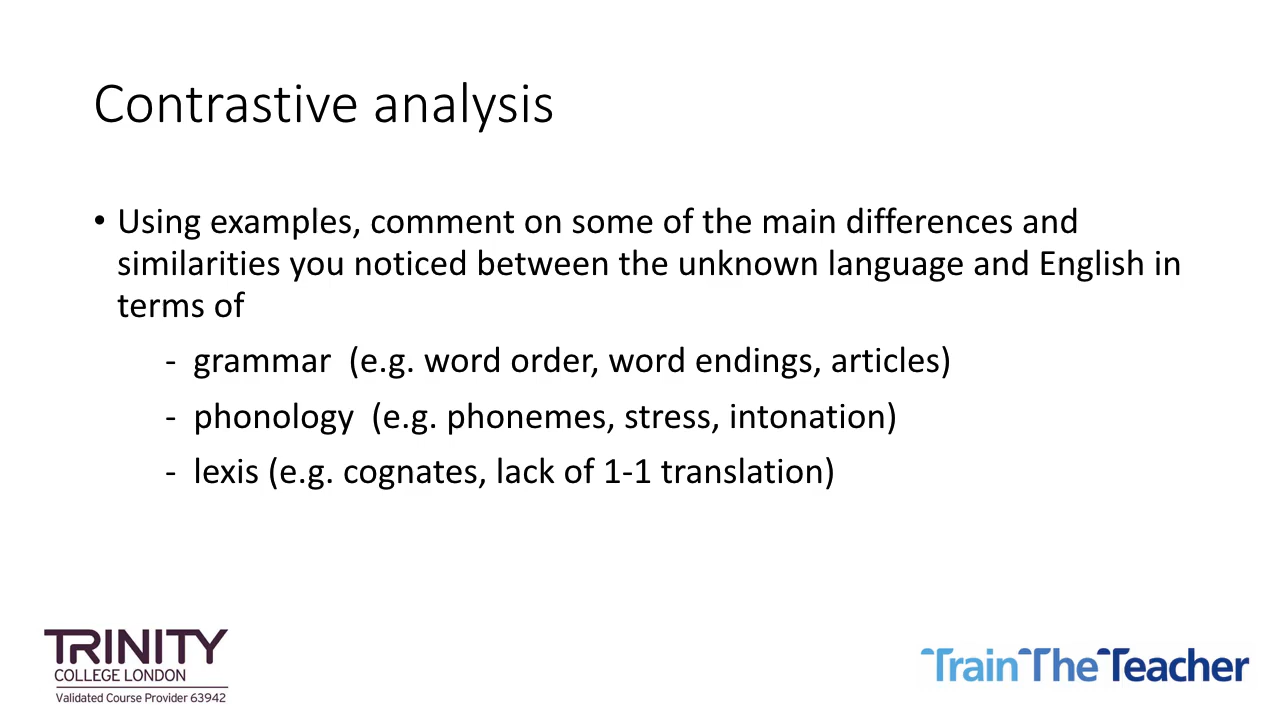 Contrastive analysis
• Using examples, comment on some of the main differences and
similarities you noticed between the unknown language and English in
terms of
- grammar (e.g. word order, word endings, articles)
- phonology (e.g. phonemes, stress, intonation)
- lexis (e.g. cognates, lack of 1-1 translation)
TRINITY
COLLEGE LONDON
Validated Course Provider 63942
TrainTheTeacher